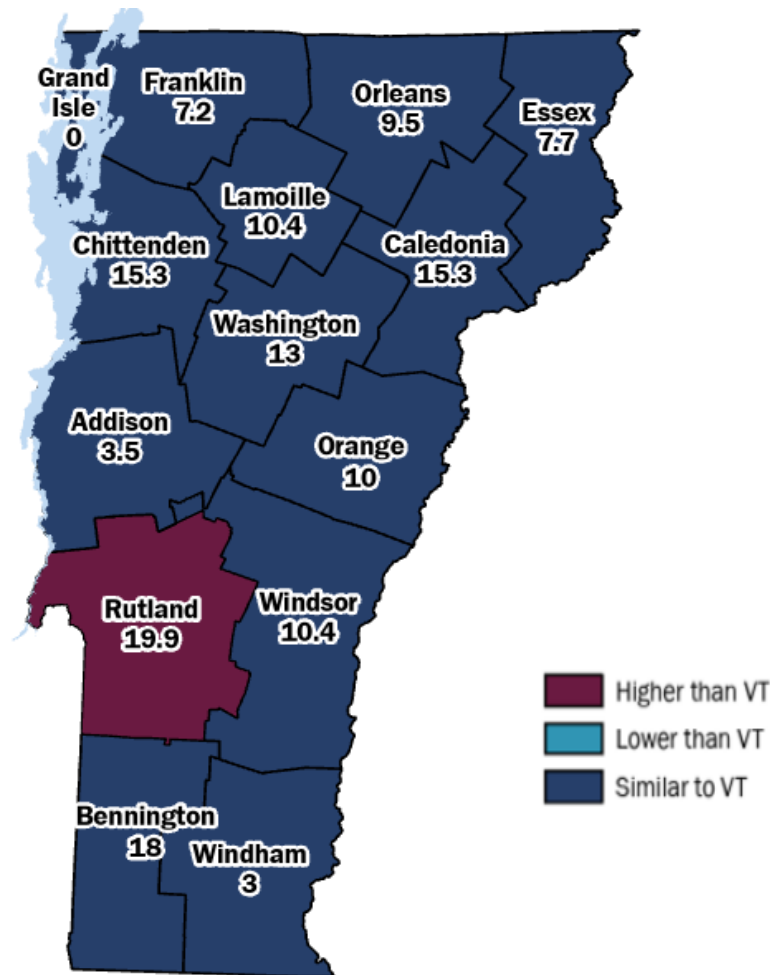 Grand
Isle
0
Franklin
7.2
Orleans
9.5
Essex
7.7
Lamoille
10.4
Chittenden
15.3
Caledonia
15.3
Washington
13
Addison
3.5
Orange
10
Rutland
19.9
Windsor
10.4
Higher than VT
Lower than VT
Similar to VT
Bennington
18
Windham
3